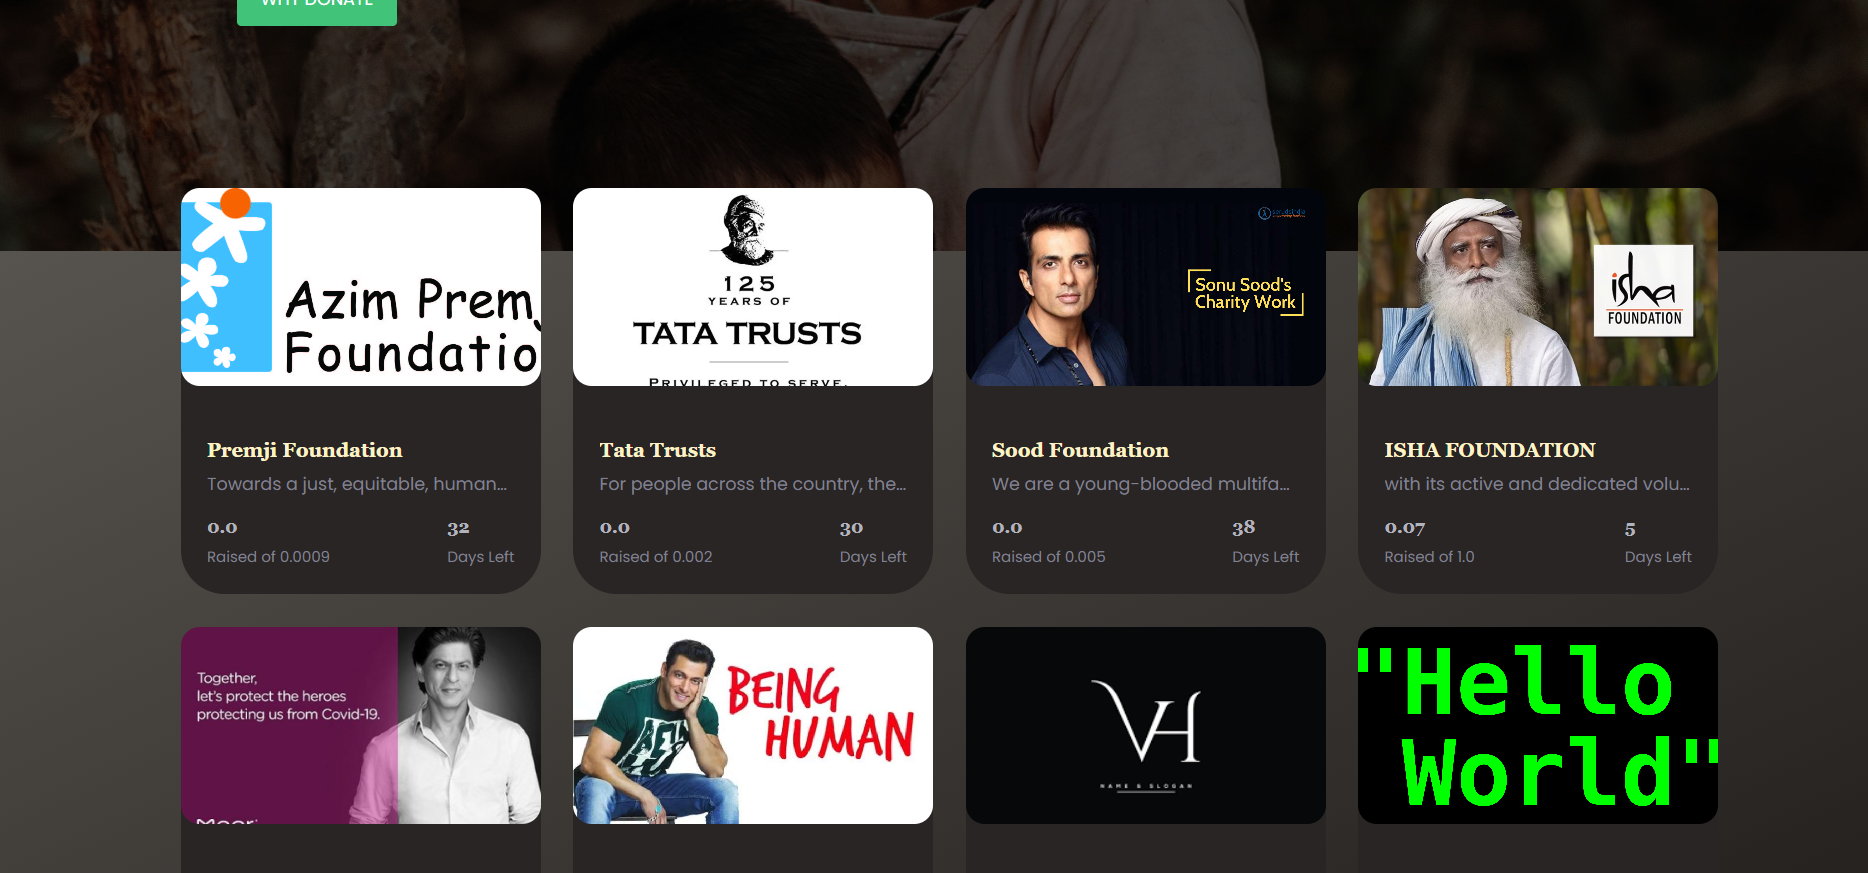 WHY DONATE
Azim Premj
Foundatio
125
YEARS OF
TATA TRUSTS
PRIVILEGED TO SERVE.
Sonu Sood's
Charity Work
isha
FOUNDATION
Premji Foundation
Towards a just, equitable, human...
0.0
32
Raised of 0.0009
Days Left
Tata Trusts
For people across the country, the...
0.0
30
Raised of 0.002
Days Left
Sood Foundation
We are a young-blooded multifa...
0.0
38
Raised of 0.005
Days Left
ISHA FOUNDATION
with its active and dedicated volu...
0.07
5
Raised of 1.0
Days Left
Together,
let's protect the heroes
protecting us from Covid-19.
BEING
HUMAN
VH
NAME & SLOGAN
"Hello
World"